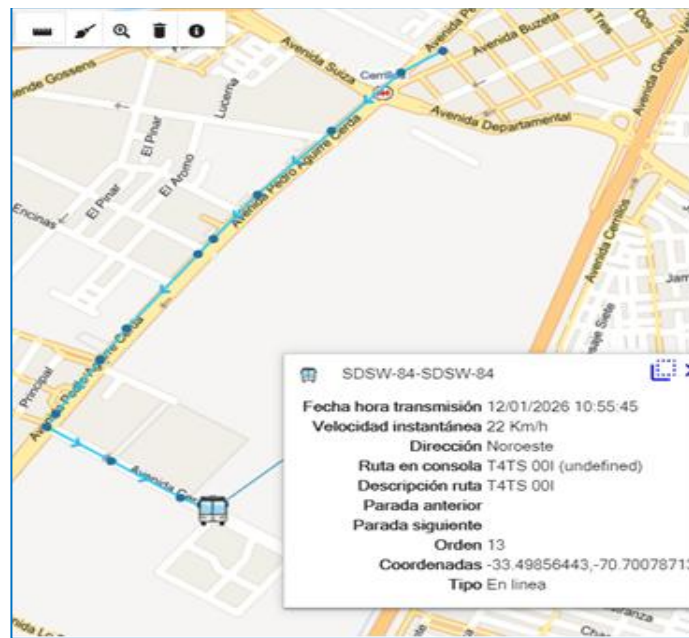 Avenida Suiza
Cerrillos
Avenida Buzeta
Tres
Dos
Avenida Departamental
Avenida Cerrillos
Lucerna
El Pinar
El Aromo
El Pinar
Encinas
Avenida Pedro Aguirre Cerda
Avenida Pedro Aguirre Cerda
Principal
SDSW-84-SDSW-84
Fecha hora transmisión 12/01/2026 10:55:45
Velocidad instantánea 22 Km/h
Dirección Noroeste
Ruta en consola T4TS 00I (undefined)
Descripción ruta T4TS 00I
Parada anterior
Parada siguiente
Orden 13
Coordenadas -33.49856443,-70.70078713
Tipo En linea